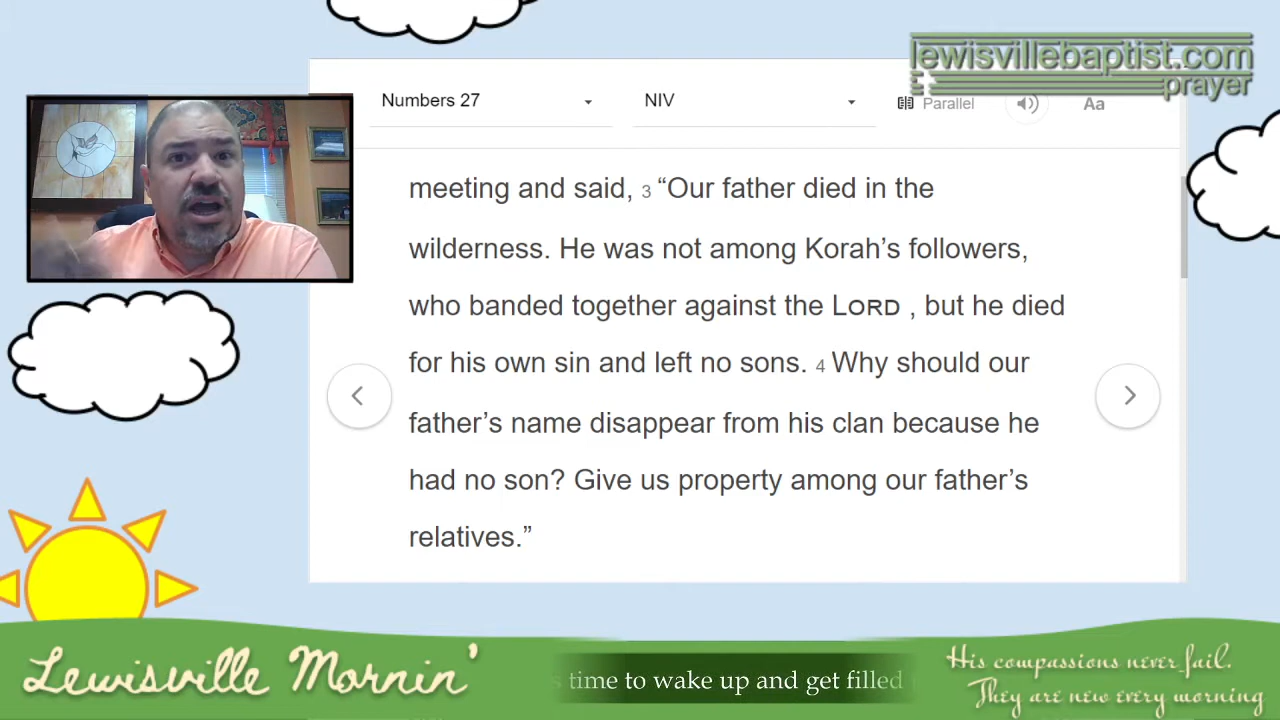 lewisvillebaptist.com
prayer
Numbers 27
NIV
Parallel
Aa
meeting and said, 3 “Our father died in the
wilderness. He was not among Korah’s followers,
who banded together against the LORD , but he died
for his own sin and left no sons. 4 Why should our
father’s name disappear from his clan because he
had no son? Give us property among our father’s
relatives.”
Lewisville Mornin'
time to wake up and get filled
His compassions never fail.
They are new every morning